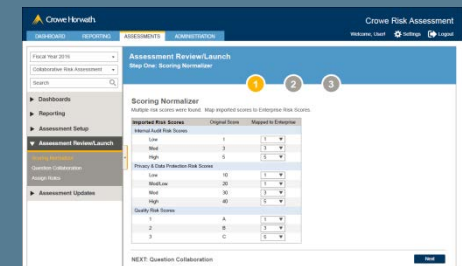 Crowe Horwath.
Crowe Risk Assessment
DASHBOARD REPORTING ASSESSMENTS ADMINISTRATION
Welcome, User! Settings Logout
Fiscal Year 2015
Collaborative Risk Assessment
Search
Dashboards
Reporting
Assessment Setup
Assessment Review/Launch
Scoring Normalizer
Question Collaboration
Assign Roles
Assessment Updates
Assessment Review/Launch
Step One: Scoring Normalizer
1 2 3
Scoring Normalizer
Multiple risk scores were found. Map imported scores to Enterprise Risk Scores.
Imported Risk Scores Original Score Mapped to Enterprise
Internal Audit Risk Scores
Low 1 1
Med 3 3
High 5 5
Privacy & Data Protection Risk Scores
Low 10 1
Med/Low 20 1
Med 30 3
High 40 5
Quality Risk Scores
1 A 1
2 B 3
3 C 5
NEXT: Question Collaboration
Next